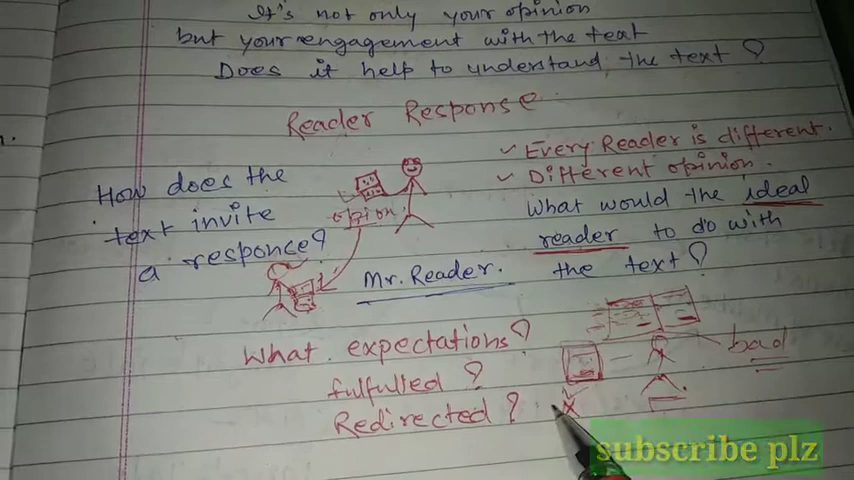 It's not only your opinion
but your engagement with the text
Does it help to understand the text ?
Reader Response
✓ Every Reader is different.
✓ Different opinion.
How does the
text invite
a responce?
opion
What would the ideal
reader to do with
the text?
Mr. Reader.
What expectations?
fulfulled ?
Redirected ?
bad
subscribe plz